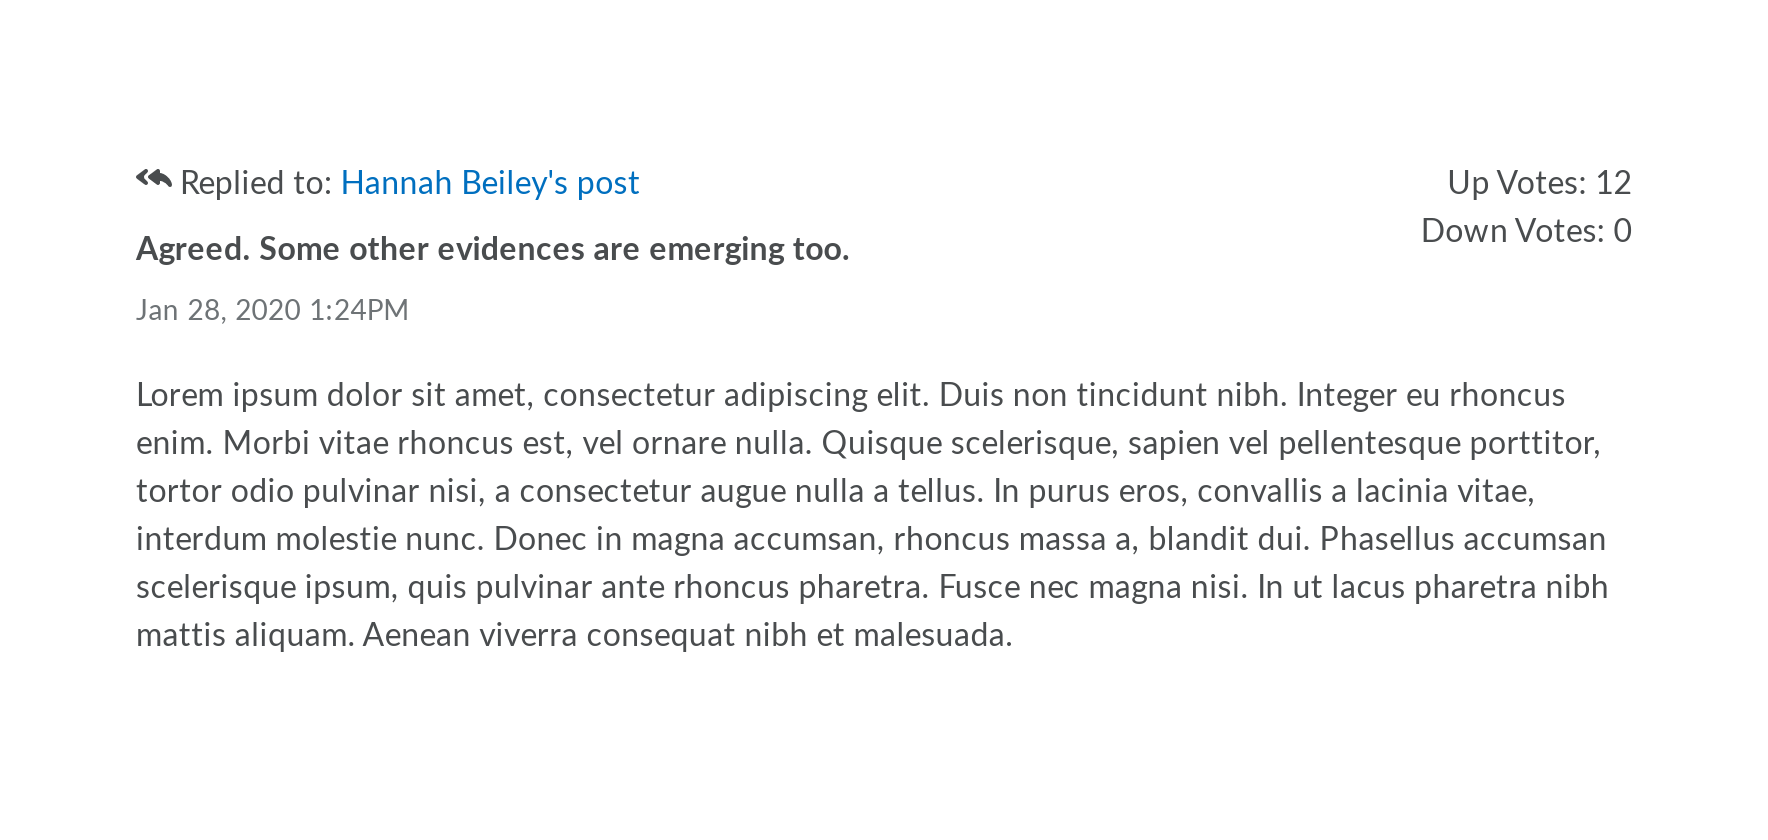 Replied to: Hannah Beiley's post
Up Votes: 12
Down Votes: 0
Agreed. Some other evidences are emerging too.
Jan 28, 2020 1:24PM
Lorem ipsum dolor sit amet, consectetur adipiscing elit. Duis non tincidunt nibh. Integer eu rhoncus
enim. Morbi vitae rhoncus est, vel ornare nulla. Quisque scelerisque, sapien vel pellentesque porttitor,
tortor odio pulvinar nisi, a consectetur augue nulla a tellus. In purus eros, convallis a lacinia vitae,
interdum molestie nunc. Donec in magna accumsan, rhoncus massa a, blandit dui. Phasellus accumsan
scelerisque ipsum, quis pulvinar ante rhoncus pharetra. Fusce nec magna nisi. In ut lacus pharetra nibh
mattis aliquam. Aenean viverra consequat nibh et malesuada.